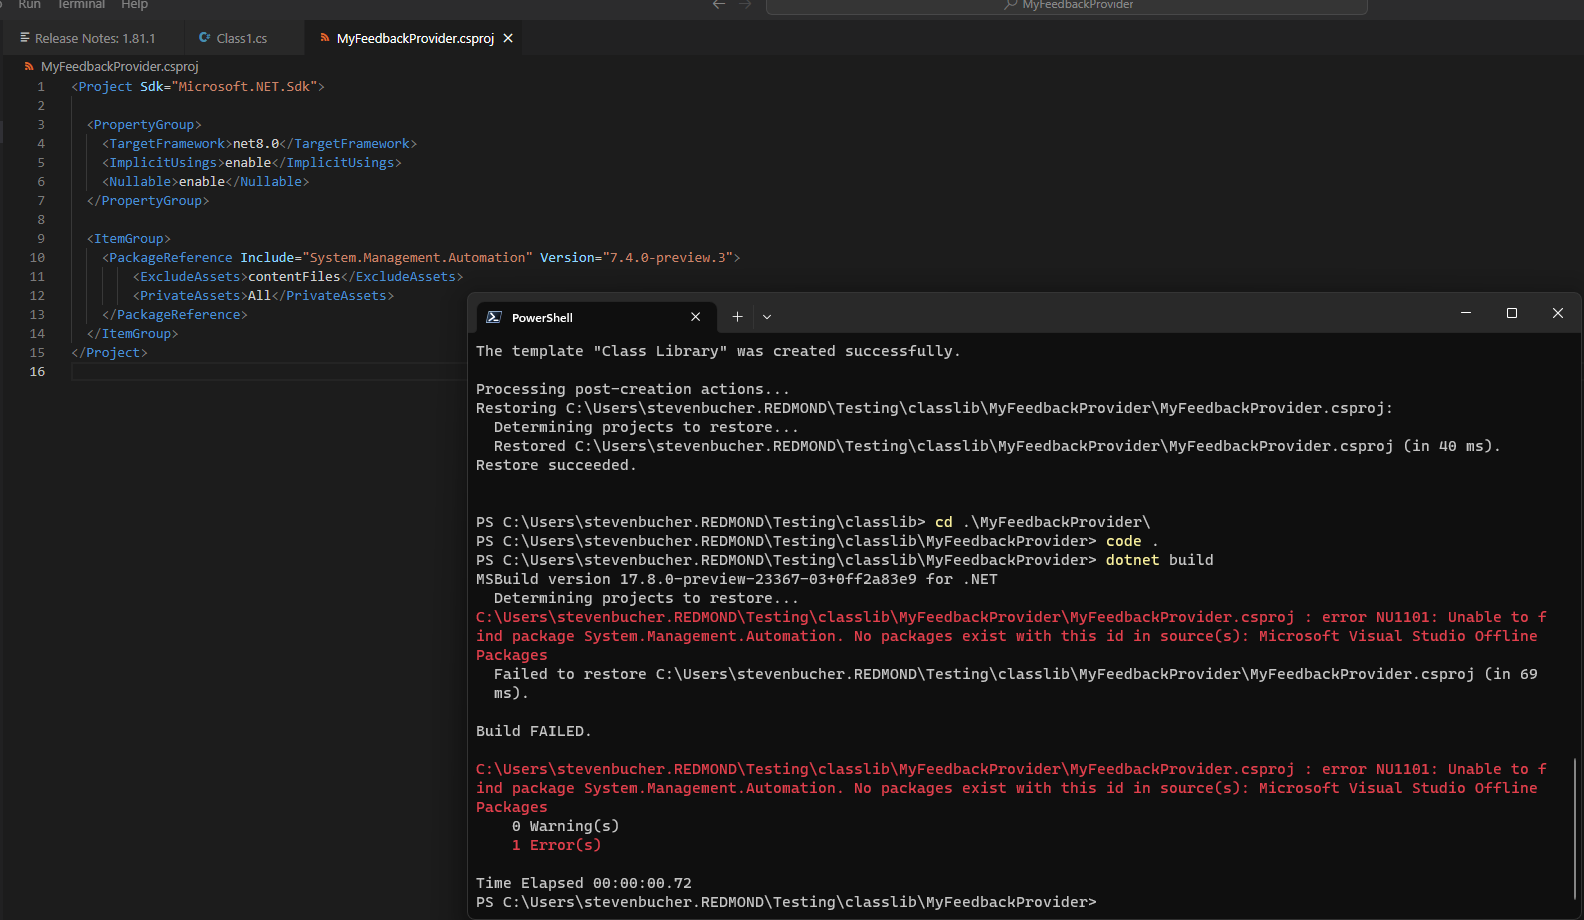 Run Terminal Help
MyFeedbackProvider
Release Notes: 1.81.1
Class1.cs
MyFeedbackProvider.csproj
MyFeedbackProvider.csproj
1 <Project Sdk="Microsoft.NET.Sdk">
2
3 <PropertyGroup>
4 <TargetFramework>net8.0</TargetFramework>
5 <ImplicitUsings>enable</ImplicitUsings>
6 <Nullable>enable</Nullable>
7 </PropertyGroup>
8
9 <ItemGroup>
10 <PackageReference Include="System.Management.Automation" Version="7.4.0-preview.3">
11 <ExcludeAssets>contentFiles</ExcludeAssets>
12 <PrivateAssets>All</PrivateAssets>
13 </PackageReference>
14 </ItemGroup>
15 </Project>
16
PowerShell
The template "Class Library" was created successfully.
Processing post-creation actions...
Restoring C:\Users\stevenbucher.REDMOND\Testing\classlib\MyFeedbackProvider\MyFeedbackProvider.csproj:
Determining projects to restore...
Restored C:\Users\stevenbucher.REDMOND\Testing\classlib\MyFeedbackProvider\MyFeedbackProvider.csproj (in 40 ms).
Restore succeeded.
PS C:\Users\stevenbucher.REDMOND\Testing\classlib> cd .\MyFeedbackProvider\
PS C:\Users\stevenbucher.REDMOND\Testing\classlib\MyFeedbackProvider> code .
PS C:\Users\stevenbucher.REDMOND\Testing\classlib\MyFeedbackProvider> dotnet build
MSBuild version 17.8.0-preview-23367-03+0ff2a83e9 for .NET
Determining projects to restore...
C:\Users\stevenbucher.REDMOND\Testing\classlib\MyFeedbackProvider\MyFeedbackProvider.csproj : error NU1101: Unable to f
ind package System.Management.Automation. No packages exist with this id in source(s): Microsoft Visual Studio Offline
Packages
Failed to restore C:\Users\stevenbucher.REDMOND\Testing\classlib\MyFeedbackProvider\MyFeedbackProvider.csproj (in 69
ms).
Build FAILED.
C:\Users\stevenbucher.REDMOND\Testing\classlib\MyFeedbackProvider\MyFeedbackProvider.csproj : error NU1101: Unable to f
ind package System.Management.Automation. No packages exist with this id in source(s): Microsoft Visual Studio Offline
Packages
0 Warning(s)
1 Error(s)
Time Elapsed 00:00:00.72
PS C:\Users\stevenbucher.REDMOND\Testing\classlib\MyFeedbackProvider>